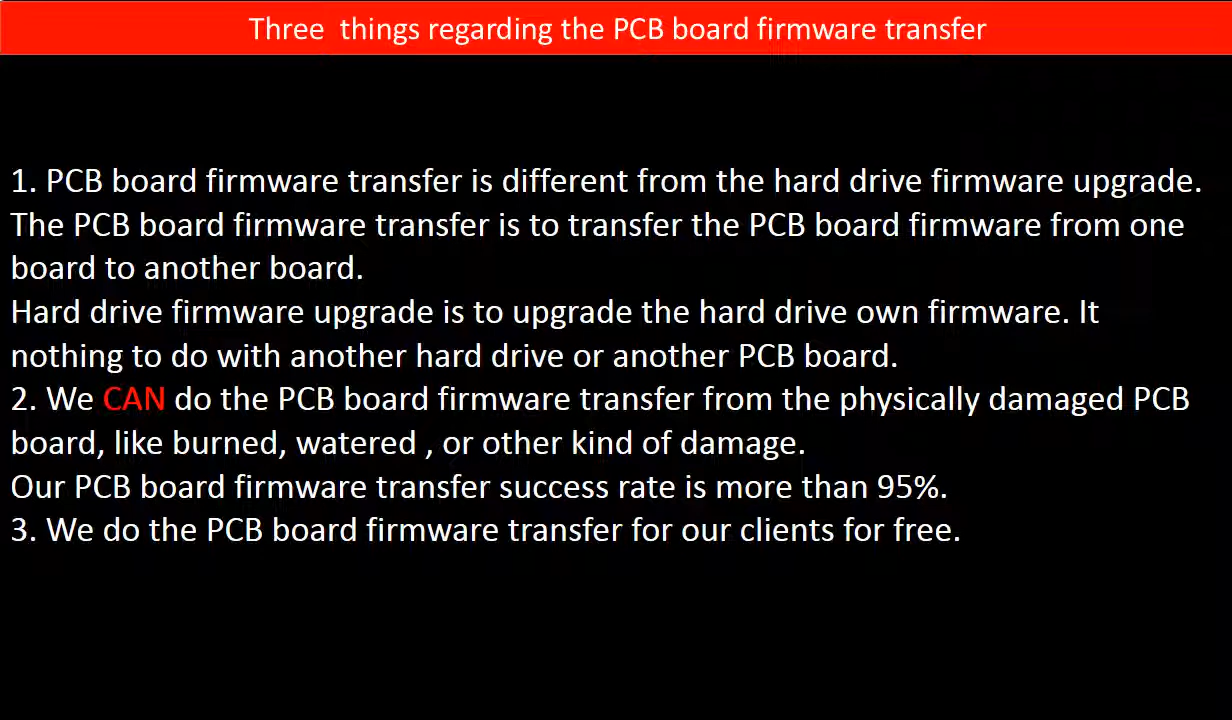 Three  things regarding the PCB board firmware transfer
1. PCB board firmware transfer is different from the hard drive firmware upgrade.
The PCB board firmware transfer is to transfer the PCB board firmware from one
board to another board.
Hard drive firmware upgrade is to upgrade the hard drive own firmware. It
nothing to do with another hard drive or another PCB board.
2. We CAN do the PCB board firmware transfer from the physically damaged PCB
board, like burned, watered , or other kind of damage.
Our PCB board firmware transfer success rate is more than 95%.
3. We do the PCB board firmware transfer for our clients for free.